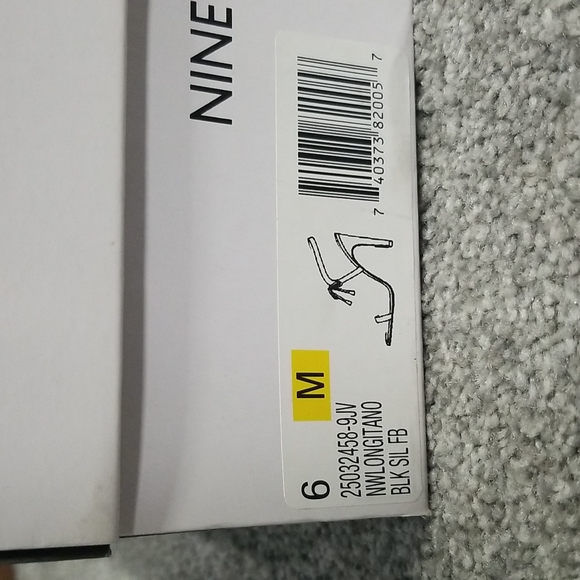 NINE
7 40373 82005 7
6 M
25032458-9JV
NWLONGITANO
BLK SIL FB